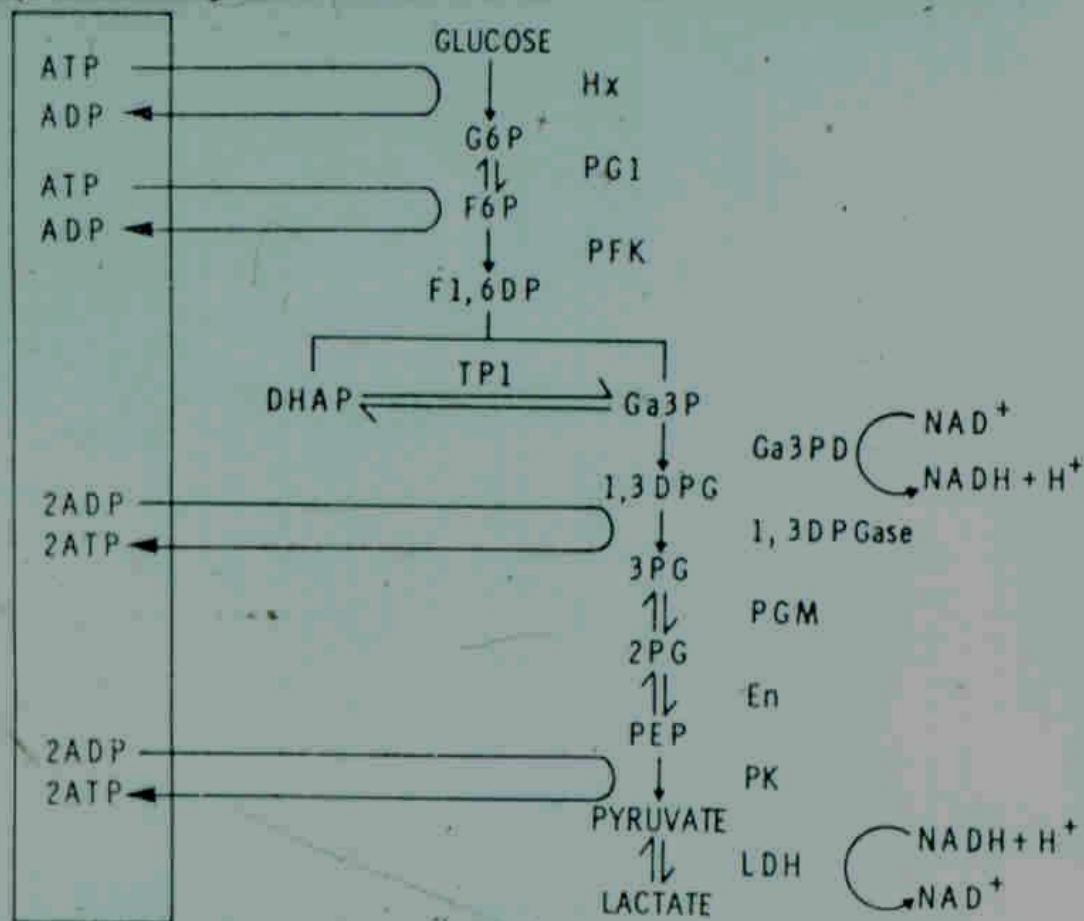 GLUCOSE
ATP
Hx
ADP
G6P
PG1
ATP
F6P
ADP
PFK
F1,6DP
TP1
DHAP
Ga3P
NAD+
Ga3PD
NADH + H+
1,3DPG
2ADP
1, 3DPGase
2ATP
3PG
PGM
2PG
En
PEP
2ADP
PK
2ATP
PYRUVATE
NADH + H+
LDH
NAD+
LACTATE